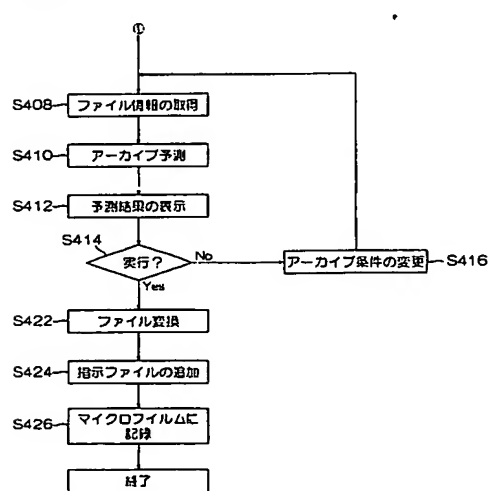 S408
ファイル情報の取得
S410
アーカイブ予測
S412
予測結果の表示
S414
実行？
No
アーカイブ条件の変更
S416
Yes
S422
ファイル変換
S424
指示ファイルの追加
S426
マイクロフィルムに
記録
終了